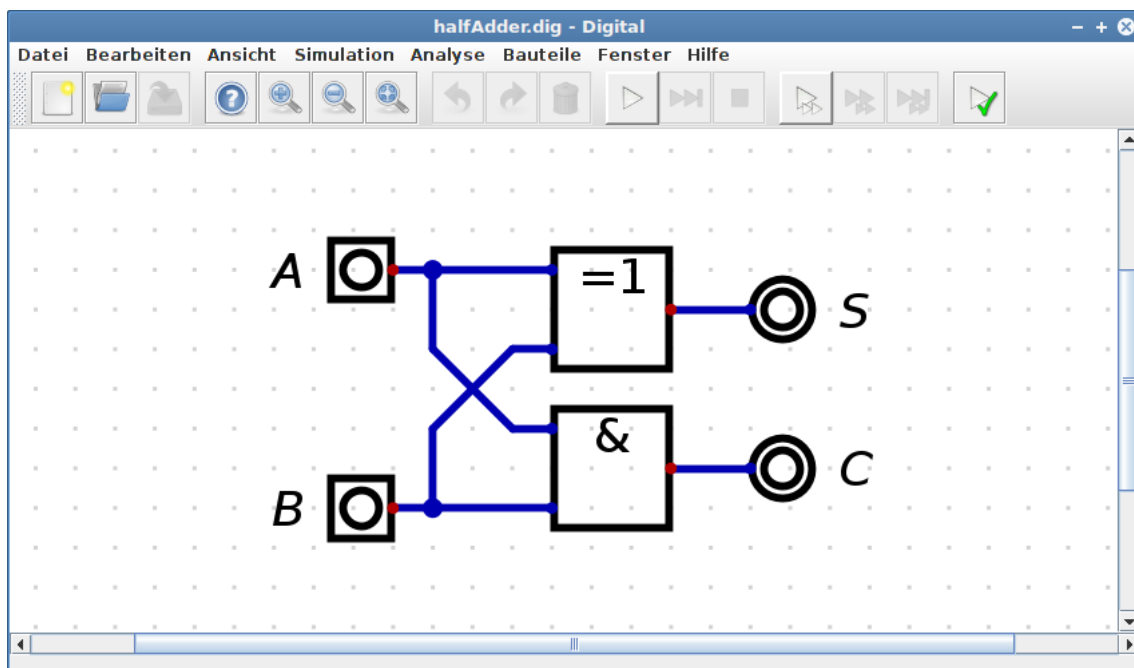 halfAdder.dig - Digital
Datei Bearbeiten Ansicht Simulation Analyse Bauteile Fenster Hilfe
?
A
=1
S
&
C
B